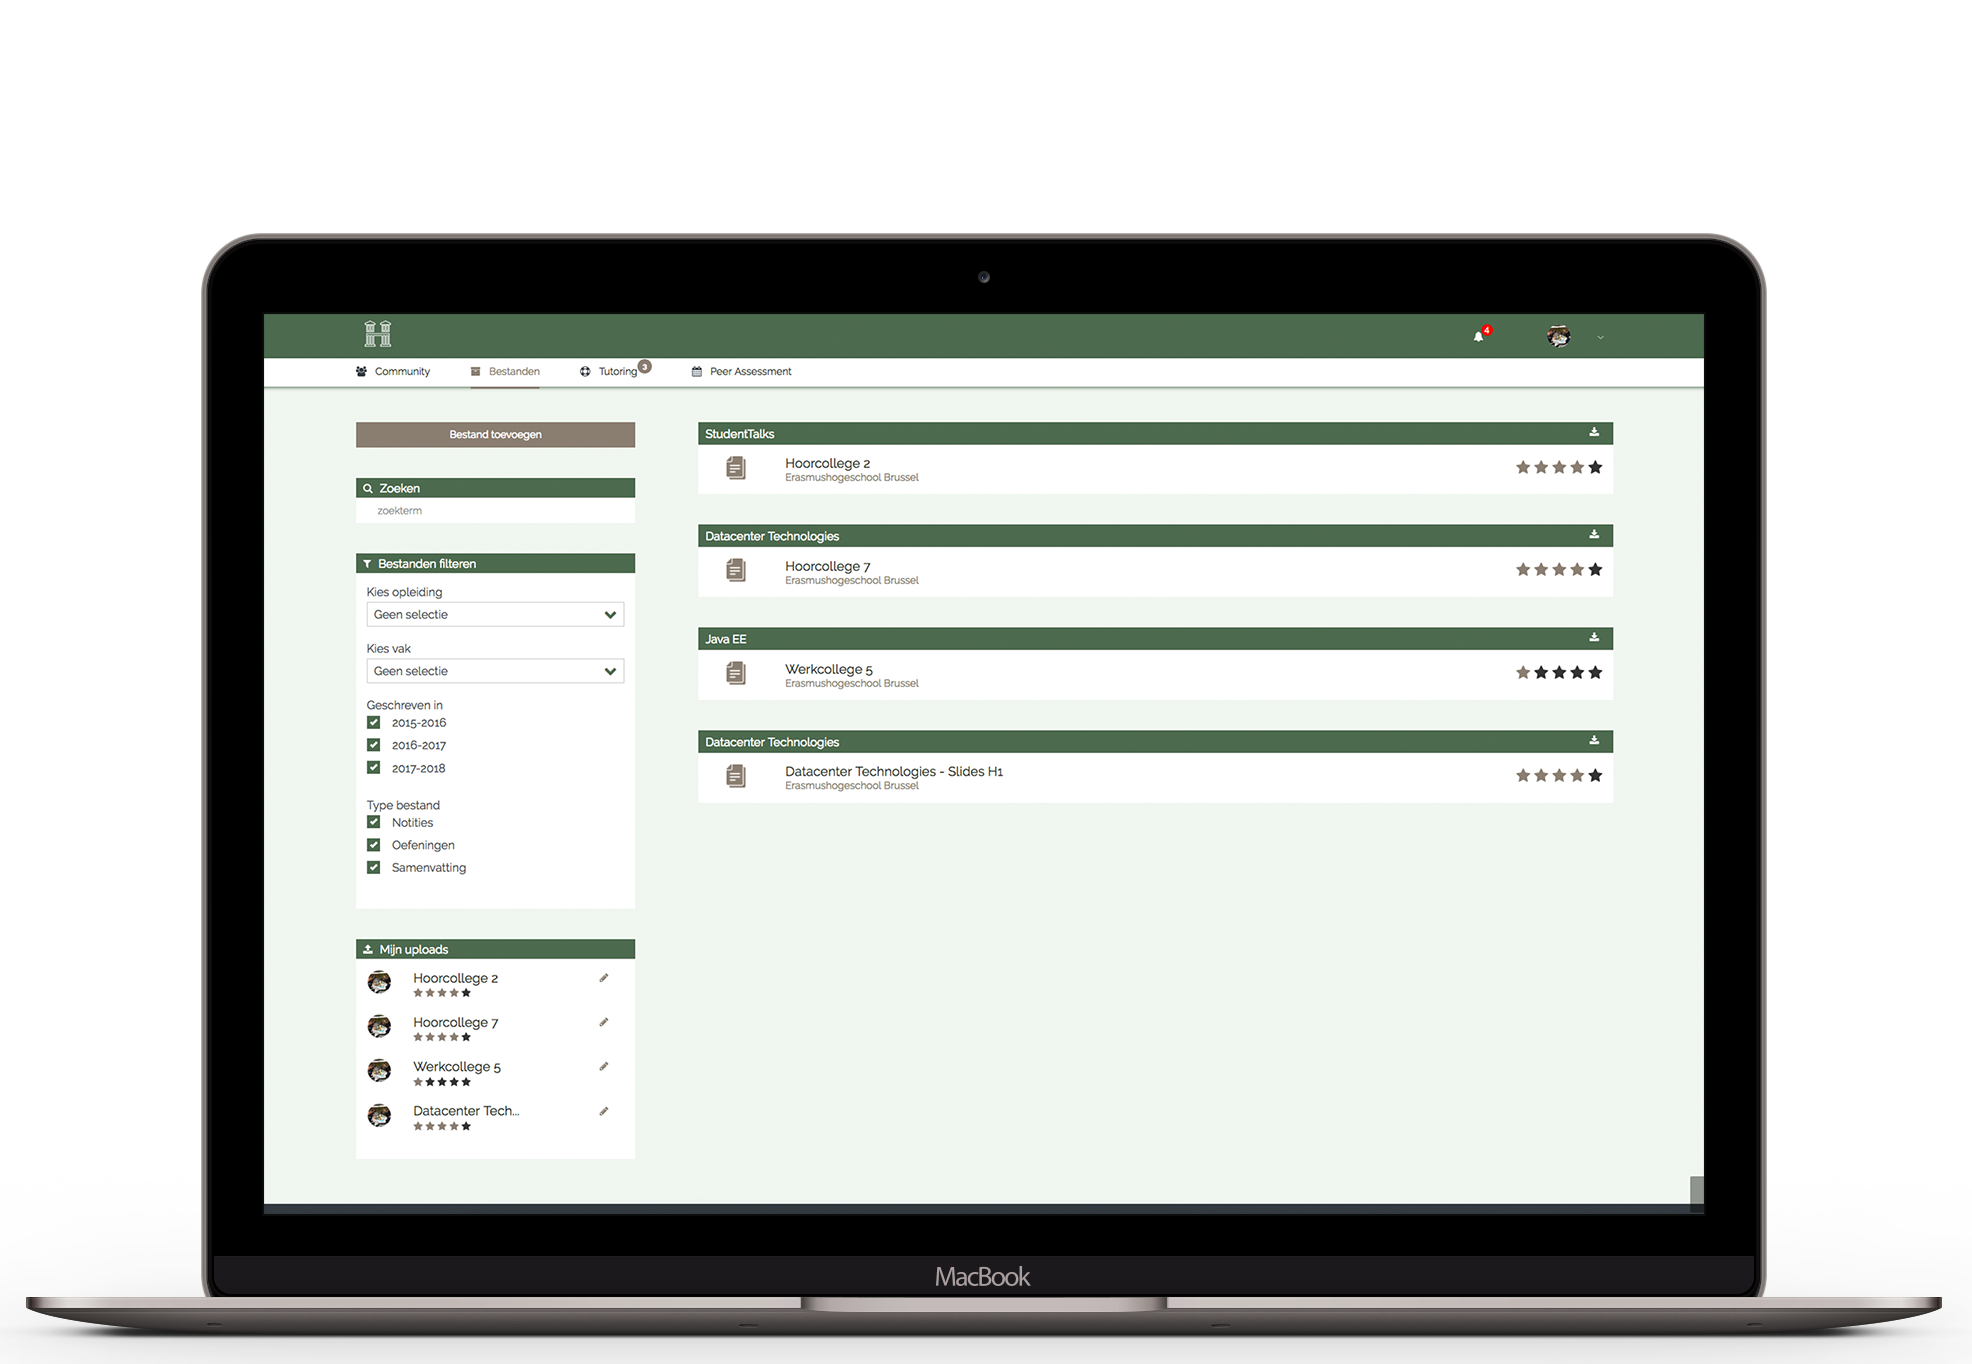 4
Community
Bestanden
Tutoring 3
Peer Assessment
Bestand toevoegen
Zoeken
zoekterm
Bestanden filteren
Kies opleiding
Geen selectie
Kies vak
Geen selectie
Geschreven in
2015-2016
2016-2017
2017-2018
Type bestand
Notities
Oefeningen
Samenvatting
Mijn uploads
Hoorcollege 2
Hoorcollege 7
Werkcollege 5
Datacenter Tech...
StudentTalks
Hoorcollege 2
Erasmushogeschool Brussel
Datacenter Technologies
Hoorcollege 7
Erasmushogeschool Brussel
Java EE
Werkcollege 5
Erasmushogeschool Brussel
Datacenter Technologies
Datacenter Technologies - Slides H1
Erasmushogeschool Brussel
MacBook